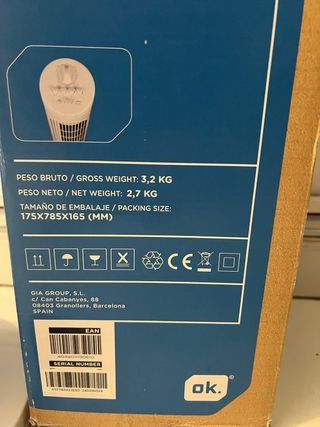 PESO BRUTO / GROSS WEIGHT: 3,2 KG
PESO NETO / NET WEIGHT: 2,7 KG
TAMAÑO DE EMBALAJE / PACKING SIZE:
175X785X165 (MM)
CE
GIA GROUP, S.L.
c/ Can Cabanyes, 88
08403 Granollers, Barcelona
SPAIN
EAN
SERIAL NUMBER
ok.